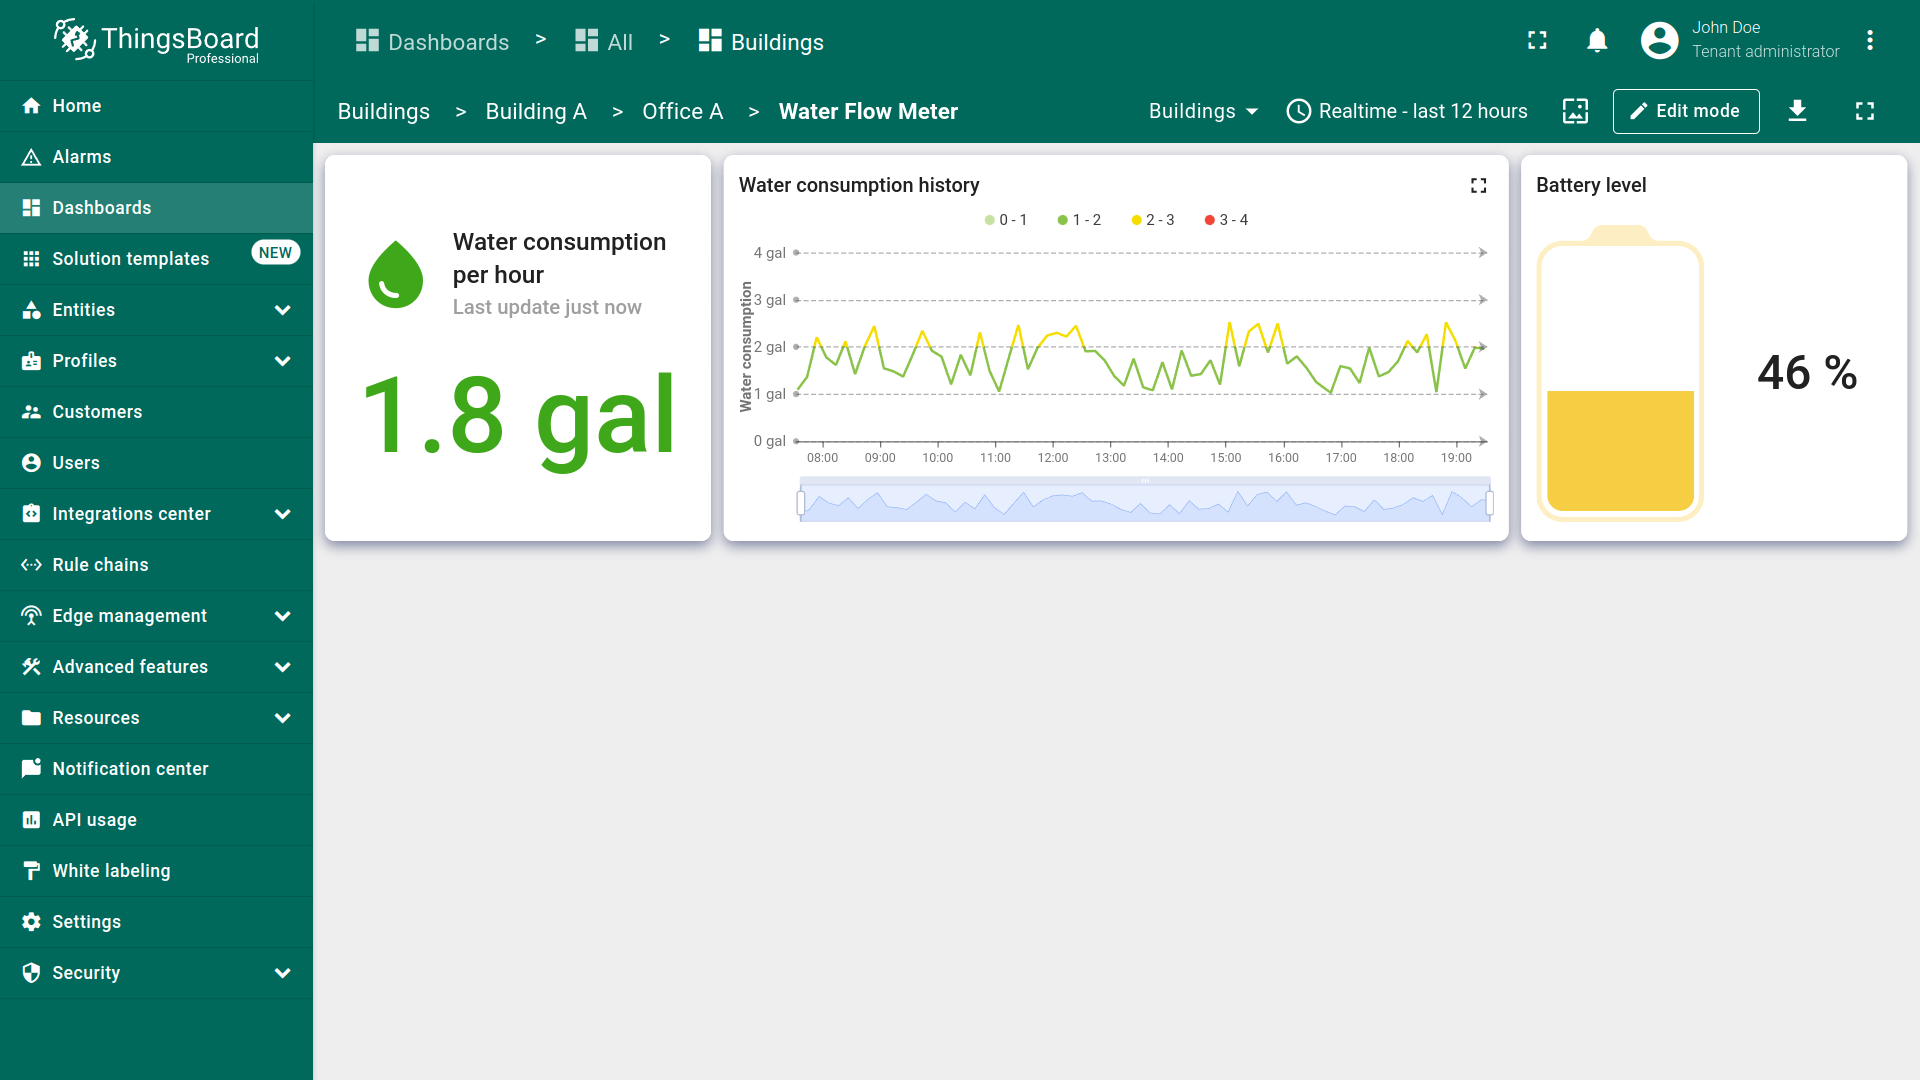 ThingsBoard
Professional
Home
Alarms
Dashboards
Solution templates NEW
Entities
Profiles
Customers
Users
Integrations center
Rule chains
Edge management
Advanced features
Resources
Notification center
API usage
White labeling
Settings
Security
Dashboards > All > Buildings
John Doe
Tenant administrator
Buildings > Building A > Office A > Water Flow Meter
Buildings Realtime - last 12 hours Edit mode
Water consumption
per hour
Last update just now
1.8 gal
Water consumption history
0 - 1 1 - 2 2 - 3 3 - 4
Water consumption
4 gal
3 gal
2 gal
1 gal
0 gal
08:00 09:00 10:00 11:00 12:00 13:00 14:00 15:00 16:00 17:00 18:00 19:00
Battery level
46 %